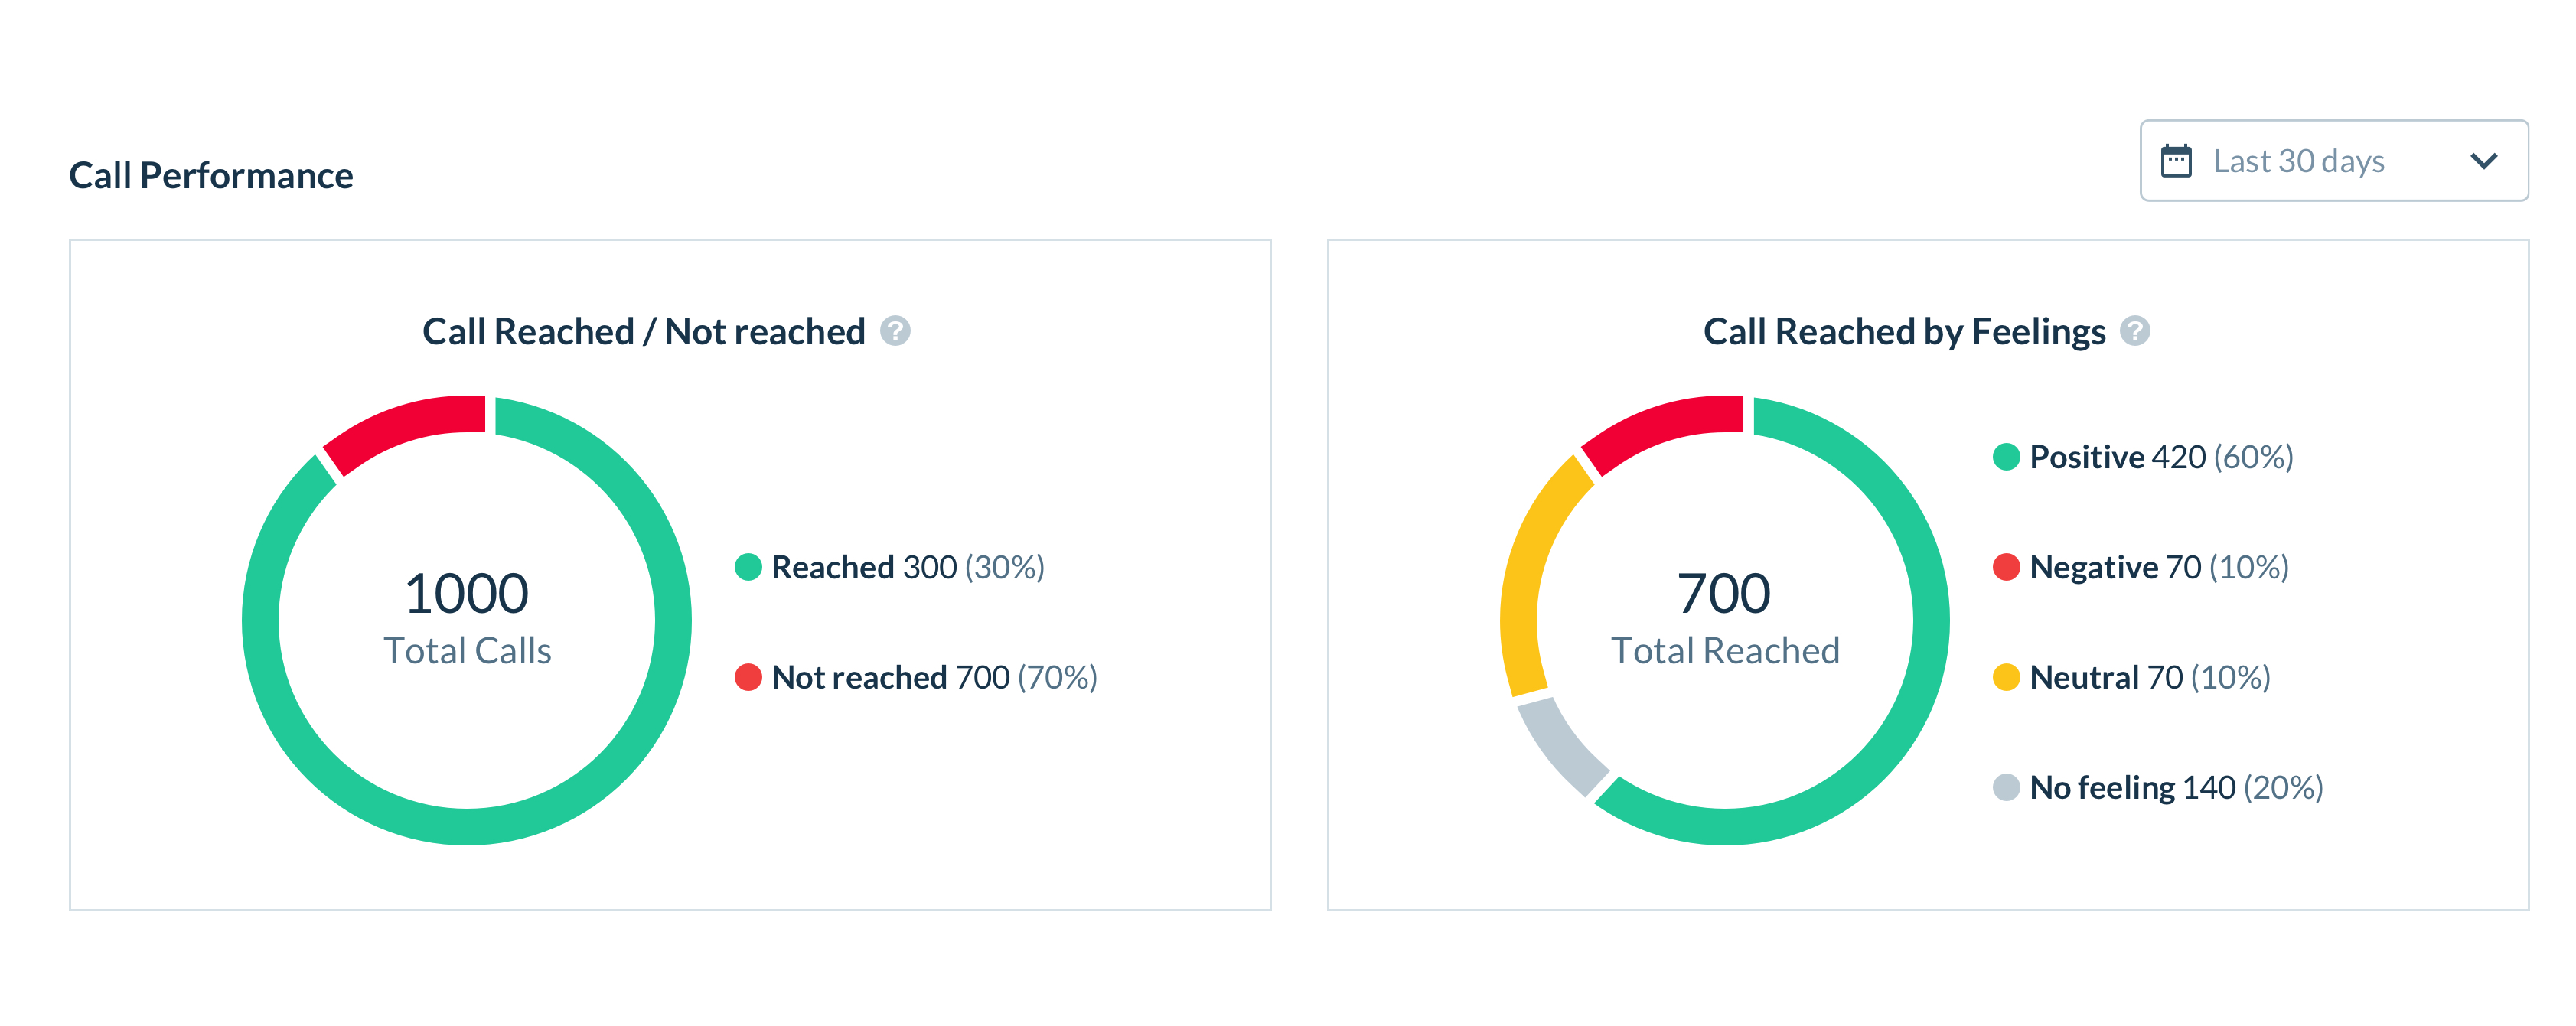 Call Performance
Last 30 days
Call Reached / Not reached ?
1000
Total Calls
Reached 300 (30%)
Not reached 700 (70%)
Call Reached by Feelings ?
700
Total Reached
Positive 420 (60%)
Negative 70 (10%)
Neutral 70 (10%)
No feeling 140 (20%)